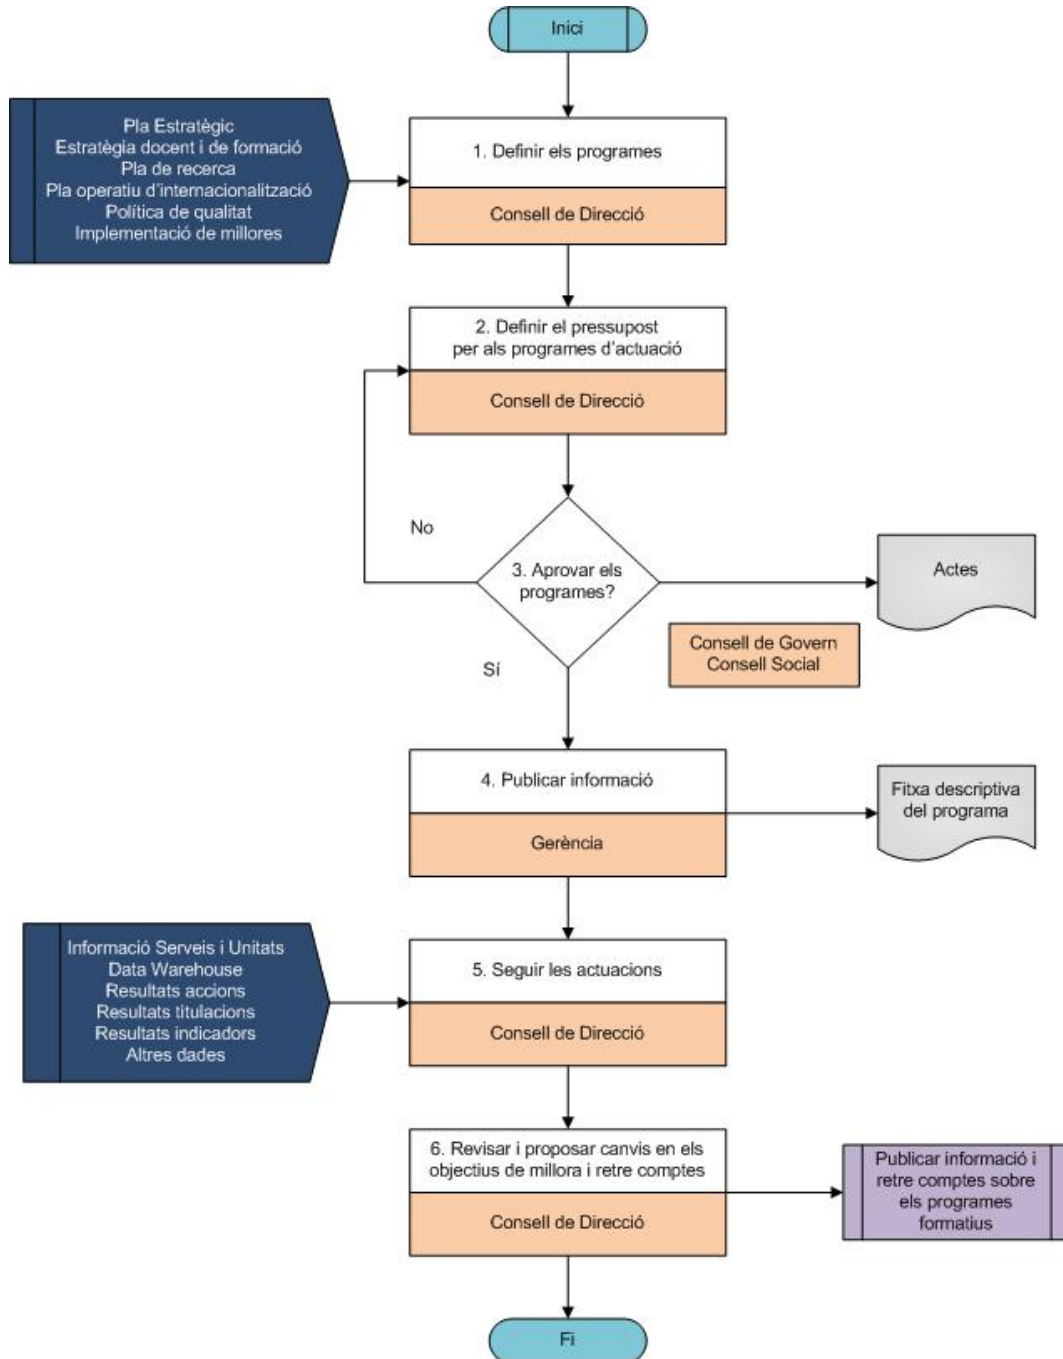 Inici
Pla Estratègic
Estratègia docent i de formació
Pla de recerca
Pla operatiu d'internacionalització
Política de qualitat
Implementació de millores
1. Definir els programes
Consell de Direcció
2. Definir el pressupost
per als programes d'actuació
Consell de Direcció
No
3. Aprovar els
programes?
Actes
Consell de Govern
Consell Social
Sí
4. Publicar informació
Gerència
Fitxa descriptiva
del programa
Informació Serveis i Unitats
Data Warehouse
Resultats accions
Resultats titulacions
Resultats indicadors
Altres dades
5. Seguir les actuacions
Consell de Direcció
6. Revisar i proposar canvis en els
objectius de millora i retre comptes
Consell de Direcció
Publicar informació i
retre comptes sobre
els programes
formatius
Fi